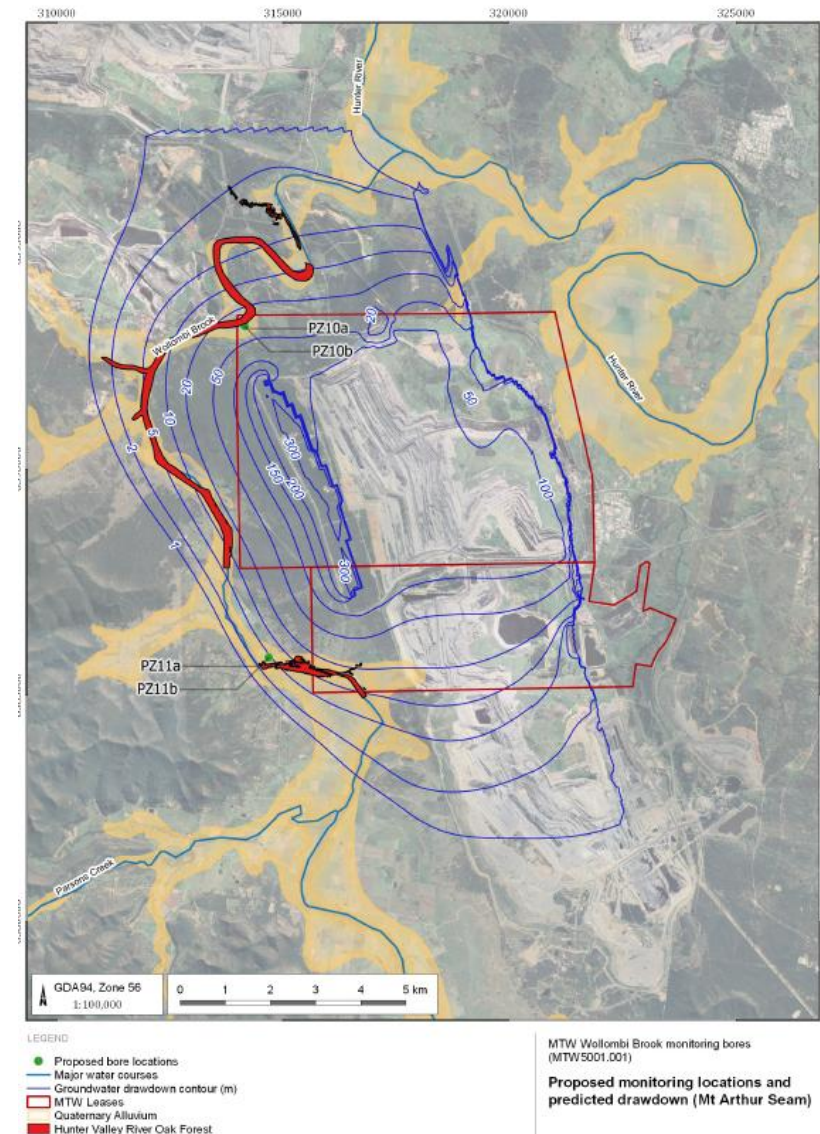 310000 315000 320000 325000
Hunter River
20
PZ10a
Wollombi Brook
PZ10b
Hunter River
50
20
50
10
300
5
2
150
200
100
1
300
PZ11a
PZ11b
Parsons Creek
GDA94, Zone 56
1:100,000
N
0 1 2 3 4 5 km
LEGEND
Proposed bore locations
Major water courses
Groundwater drawdown contour (m)
MTW Leases
Quaternary Alluvium
Hunter Valley River Oak Forest
MTW Wollombi Brook monitoring bores
(MTW5001.001)
Proposed monitoring locations and
predicted drawdown (Mt Arthur Seam)